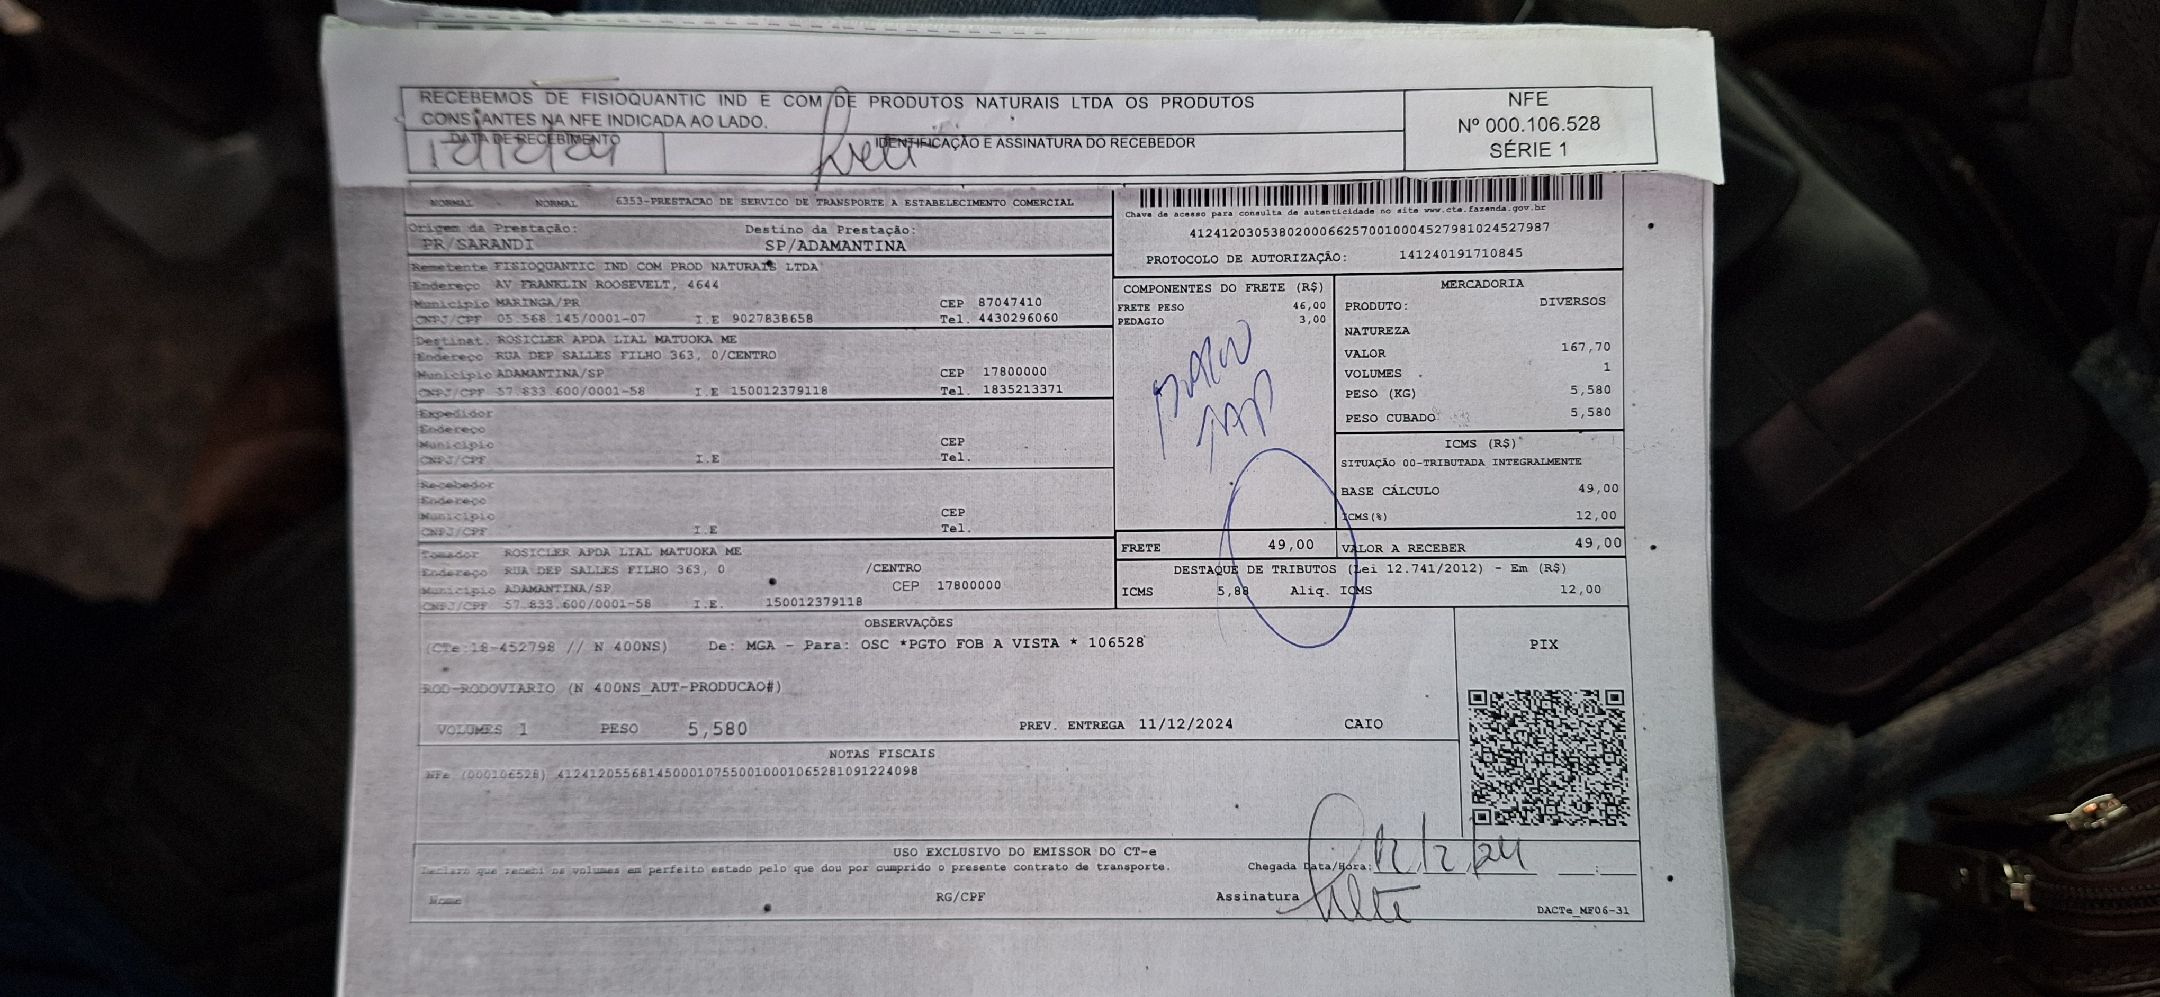 RECEBEMOS DE FISIOQUANTIC IND E COM DE PRODUTOS NATURAIS LTDA OS PRODUTOS
CONSTANTES NA NFE INDICADA AO LADO.
DATA DE RECEBIMENTO
IDENTIFICAÇÃO E ASSINATURA DO RECEBEDOR
NFE
Nº 000.106.528
SÉRIE 1
NORMAL NORMAL 6353-PRESTACAO DE SERVICO DE TRANSPORTE A ESTABELECIMENTO COMERCIAL
Origem da Prestação: Destino da Prestação:
PR/SARANDI SP/ADAMANTINA
Chave de acesso para consulta de autenticidade no site www.cte.fazenda.gov.br
41241203053802000662570010004527981024527987
PROTOCOLO DE AUTORIZAÇÃO: 141240191710845
Remetente FISIOQUANTIC IND COM PROD NATURAIS LTDA
Endereço AV FRANKLIN ROOSEVELT, 4644
Município MARINGA/PR CEP 87047410
CNPJ/CPF 05.568.145/0001-07 I.E 9027838658 Tel. 4430296060
Destinat. ROSICLER APDA LIAL MATUOKA ME
Endereço RUA DEP SALLES FILHO 363, 0/CENTRO
Município ADAMANTINA/SP CEP 17800000
CNPJ/CPF 57.833.600/0001-58 I.E 150012379118 Tel. 1835213371
Expedidor
Endereço
Município CEP
CNPJ/CPF I.E Tel.
Recebedor
Endereço
Município CEP
CNPJ/CPF I.E Tel.
Tomador ROSICLER APDA LIAL MATUOKA ME
Endereço RUA DEP SALLES FILHO 363, 0 /CENTRO
Município ADAMANTINA/SP CEP 17800000
CNPJ/CPF 57.833.600/0001-58 I.E. 150012379118
COMPONENTES DO FRETE (R$)
FRETE PESO 46,00
PEDAGIO 3,00
MERCADORIA
PRODUTO: DIVERSOS
NATUREZA
VALOR 167,70
VOLUMES 1
PESO (KG) 5,580
PESO CUBADO 5,580
ICMS (R$)
SITUAÇÃO 00-TRIBUTADA INTEGRALMENTE
BASE CÁLCULO 49,00
ICMS(%) 12,00
FRETE 49,00
VALOR A RECEBER 49,00
DESTAQUE DE TRIBUTOS (Lei 12.741/2012) - Em (R$)
ICMS 5,88 Aliq. ICMS 12,00
OBSERVAÇÕES
(CTe:18-452798 // N 400NS) De: MGA - Para: OSC *PGTO FOB A VISTA * 106528
ROD-RODOVIARIO (N 400NS_AUT-PRODUCAO#)
VOLUMES 1 PESO 5,580 PREV. ENTREGA 11/12/2024 CAIO
PIX
NOTAS FISCAIS
NFe (000106528) 41241205568145000107550010001065281091224098
USO EXCLUSIVO DO EMISSOR DO CT-e
Declaro que recebi os volumes em perfeito estado pelo que dou por cumprido o presente contrato de transporte.
Chegada Data/Hora: 12/12/24
Nome RG/CPF Assinatura
DACTe_MF06-31